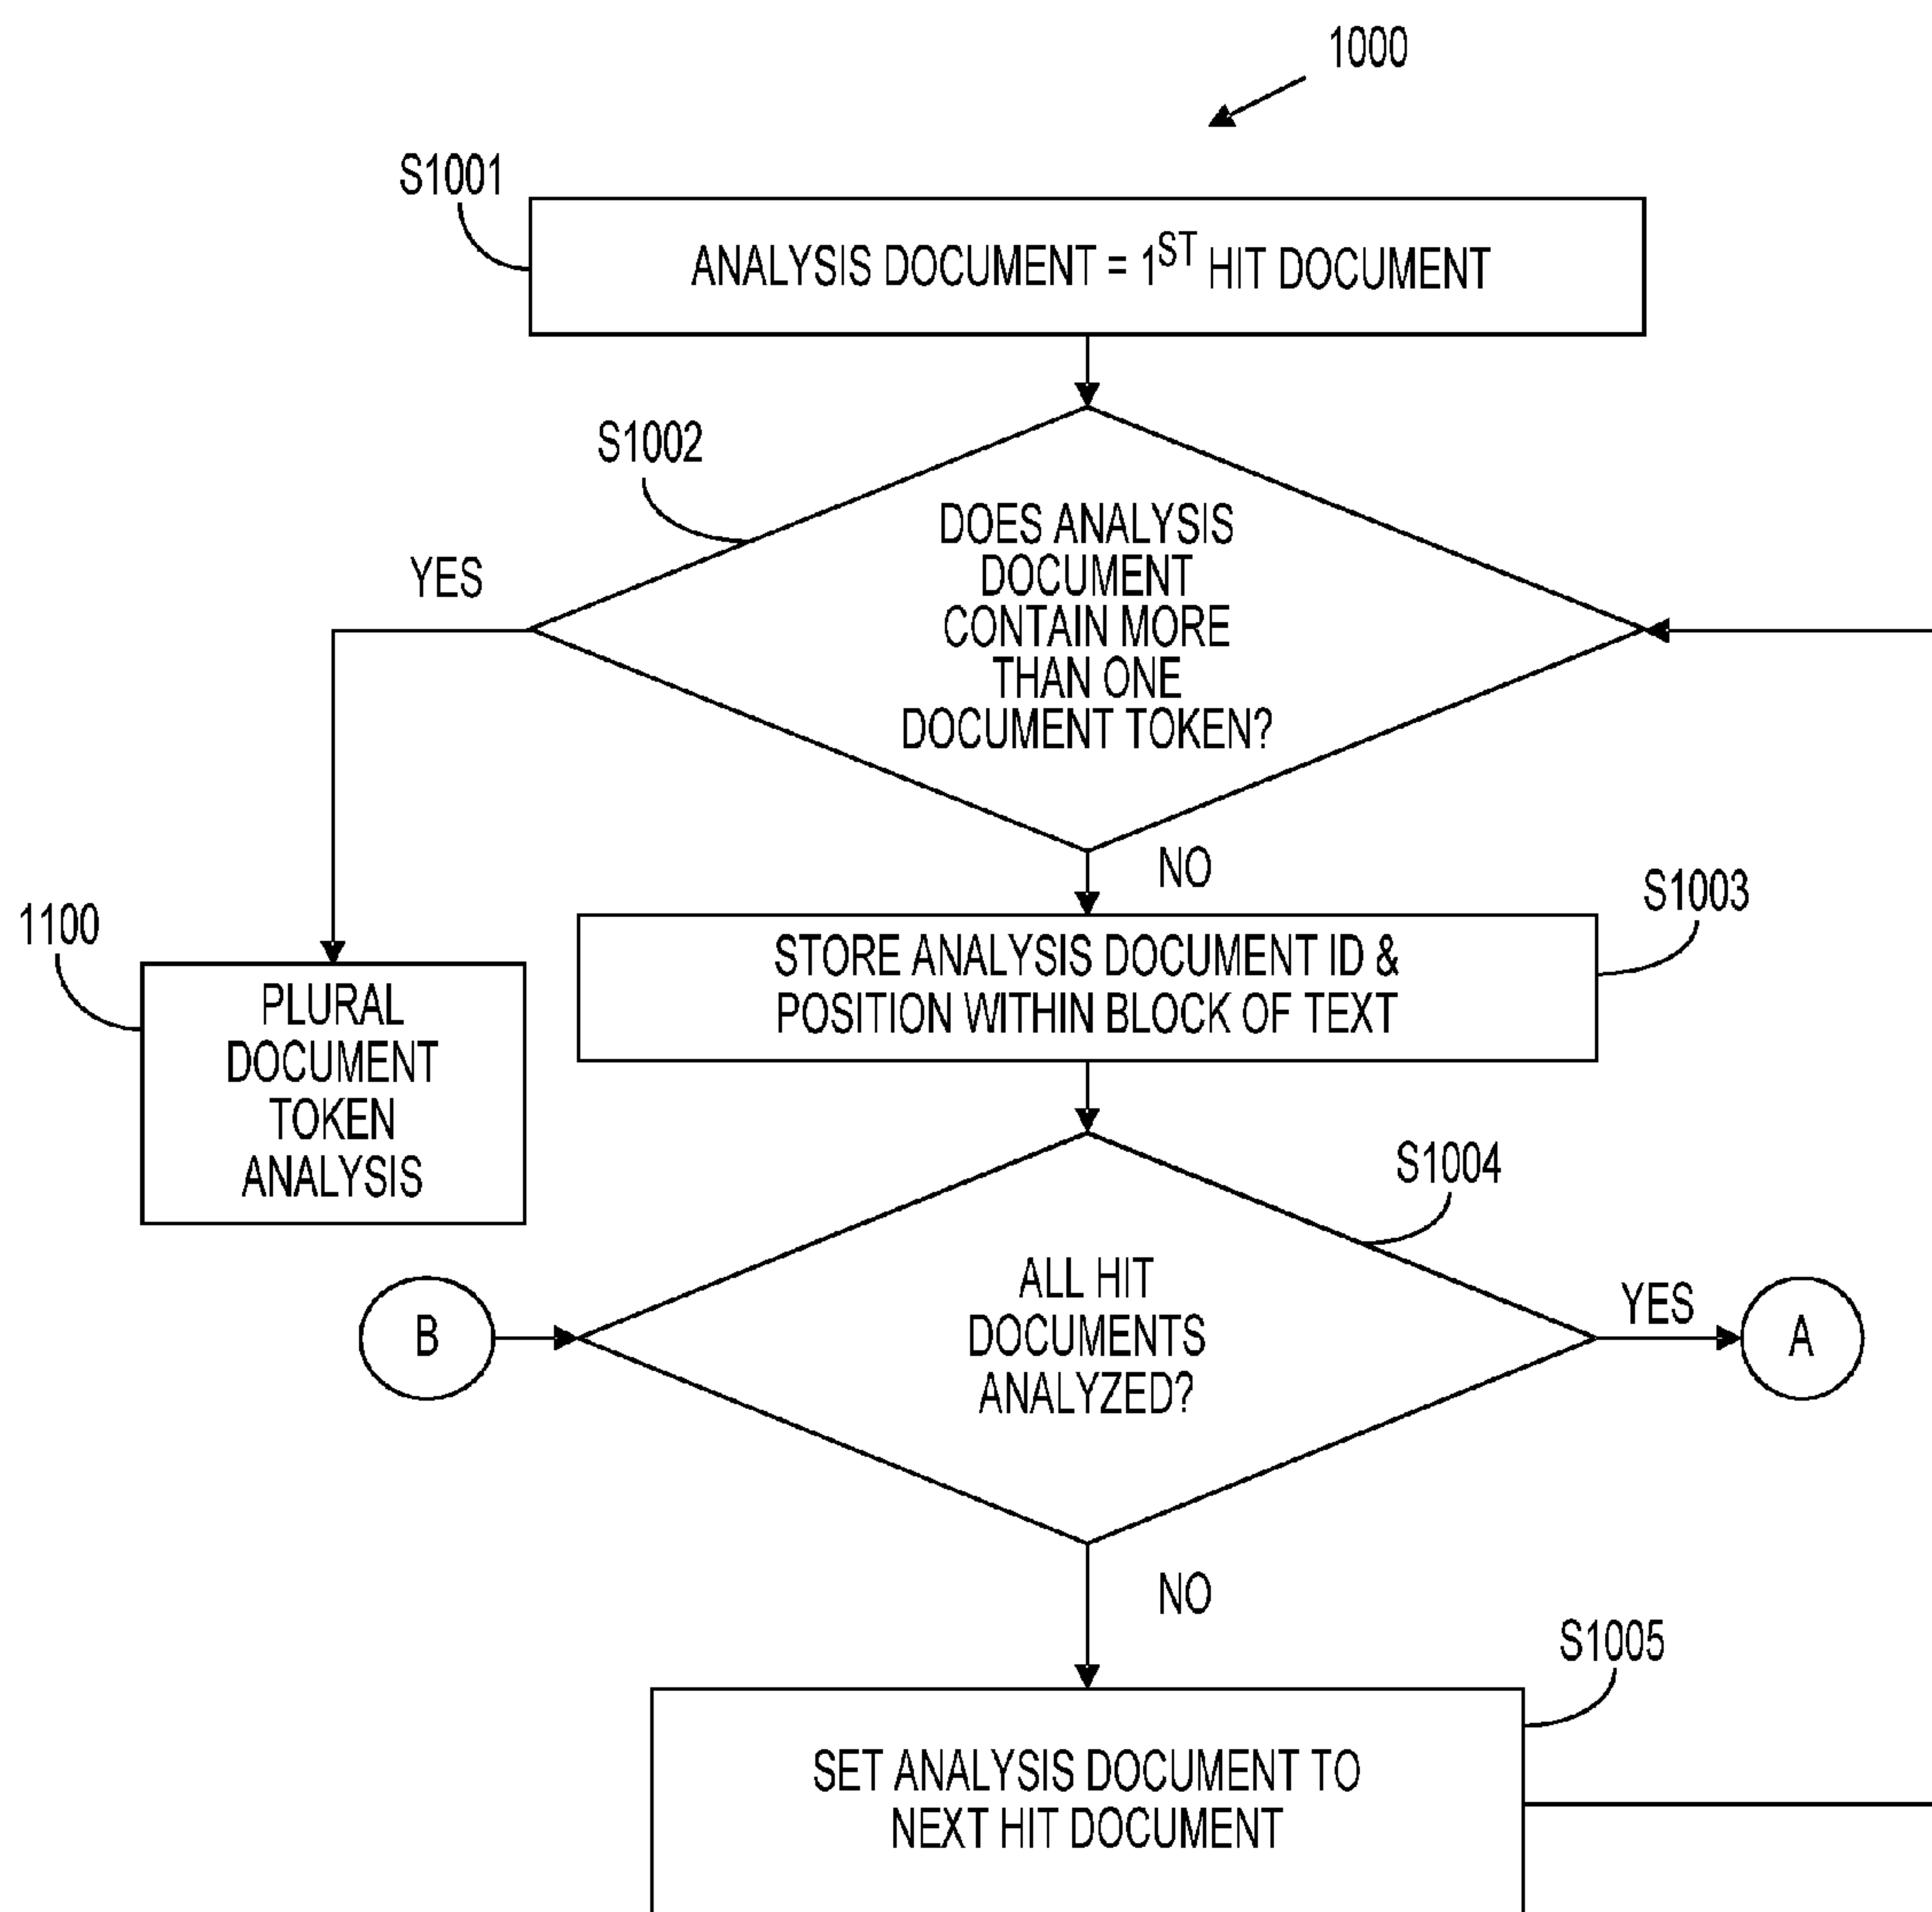 1000
S1001
ANALYSIS DOCUMENT = 1ST HIT DOCUMENT
S1002
DOES ANALYSIS
DOCUMENT
CONTAIN MORE
THAN ONE
DOCUMENT TOKEN?
YES
NO
1100
PLURAL
DOCUMENT
TOKEN
ANALYSIS
S1003
STORE ANALYSIS DOCUMENT ID &
POSITION WITHIN BLOCK OF TEXT
S1004
B
ALL HIT
DOCUMENTS
ANALYZED?
YES
A
NO
S1005
SET ANALYSIS DOCUMENT TO
NEXT HIT DOCUMENT